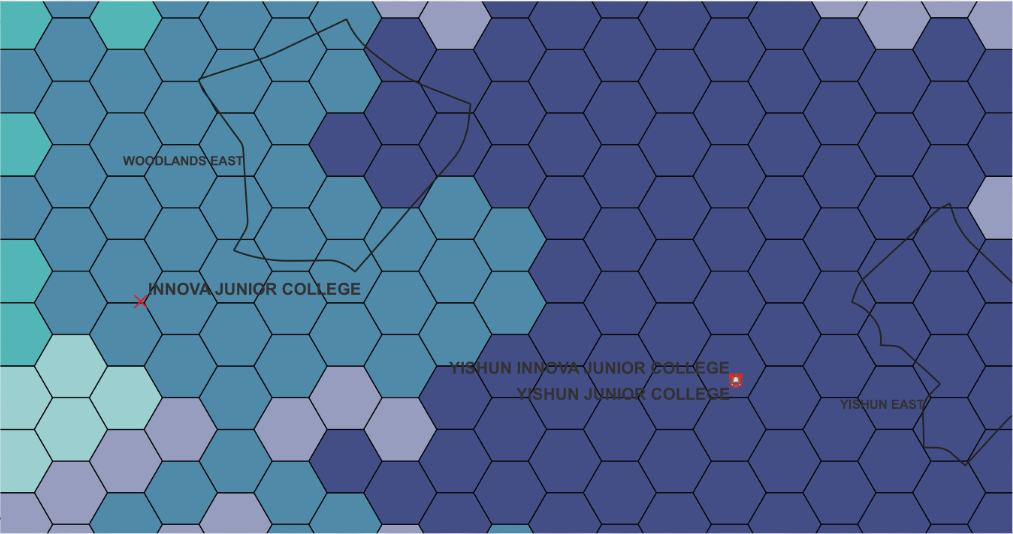 WOODLANDS EAST
INNOVA JUNIOR COLLEGE
YISHUN INNOVA JUNIOR COLLEGE
YISHUN JUNIOR COLLEGE
YISHUN EAST